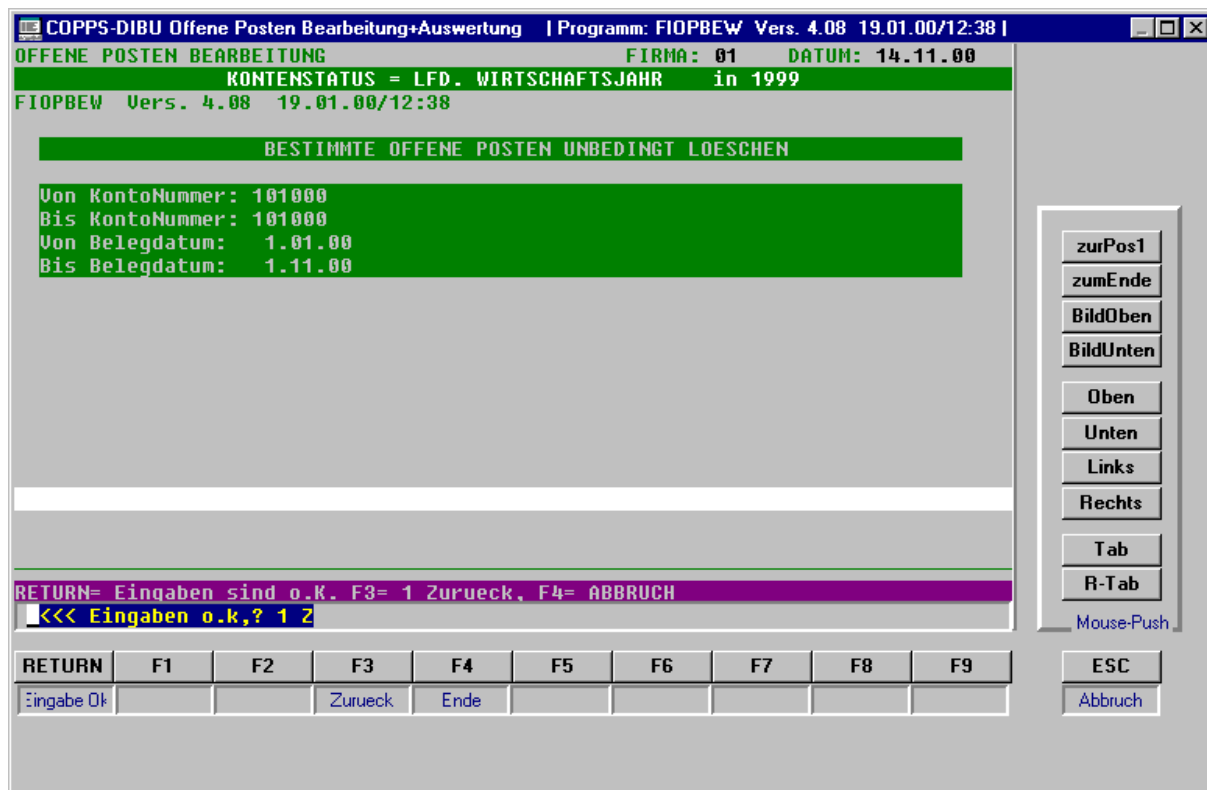 COPPS-DIBU Offene Posten Bearbeitung+Auswertung | Programm: FIOPBEW Vers. 4.08 19.01.00/12:38 |
OFFENE POSTEN BEARBEITUNG FIRMA: 01 DATUM: 14.11.00
KONTENSTATUS = LFD. WIRTSCHAFTSJAHR in 1999
FIOPBEW Vers. 4.08 19.01.00/12:38
BESTIMMTE OFFENE POSTEN UNBEDINGT LOESCHEN
Von KontoNummer: 101000
Bis KontoNummer: 101000
Von Belegdatum: 1.01.00
Bis Belegdatum: 1.11.00
zurPos1
zumEnde
BildOben
BildUnten
Oben
Unten
Links
Rechts
Tab
R-Tab
Mouse-Push
RETURN= Eingaben sind o.K. F3= 1 Zurueck, F4= ABBRUCH
<<< Eingaben o.k,? 1 Z
RETURN F1 F2 F3 F4 F5 F6 F7 F8 F9 ESC
Eingabe Ok Zurueck Ende Abbruch